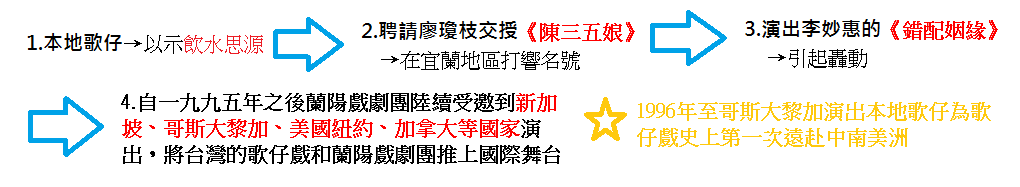 1.本地歌仔→以示飲水思源
2.聘請廖瓊枝交授《陳三五娘》
→在宜蘭地區打響名號
3.演出李妙惠的《錯配姻緣》
→引起轟動
4.自一九九五年之後蘭陽戲劇團陸續受邀到新加
坡、哥斯大黎加、美國紐約、加拿大等國家演
出，將台灣的歌仔戲和蘭陽戲劇團推上國際舞台
1996年至哥斯大黎加演出本地歌仔為歌
仔戲史上第一次遠赴中南美洲